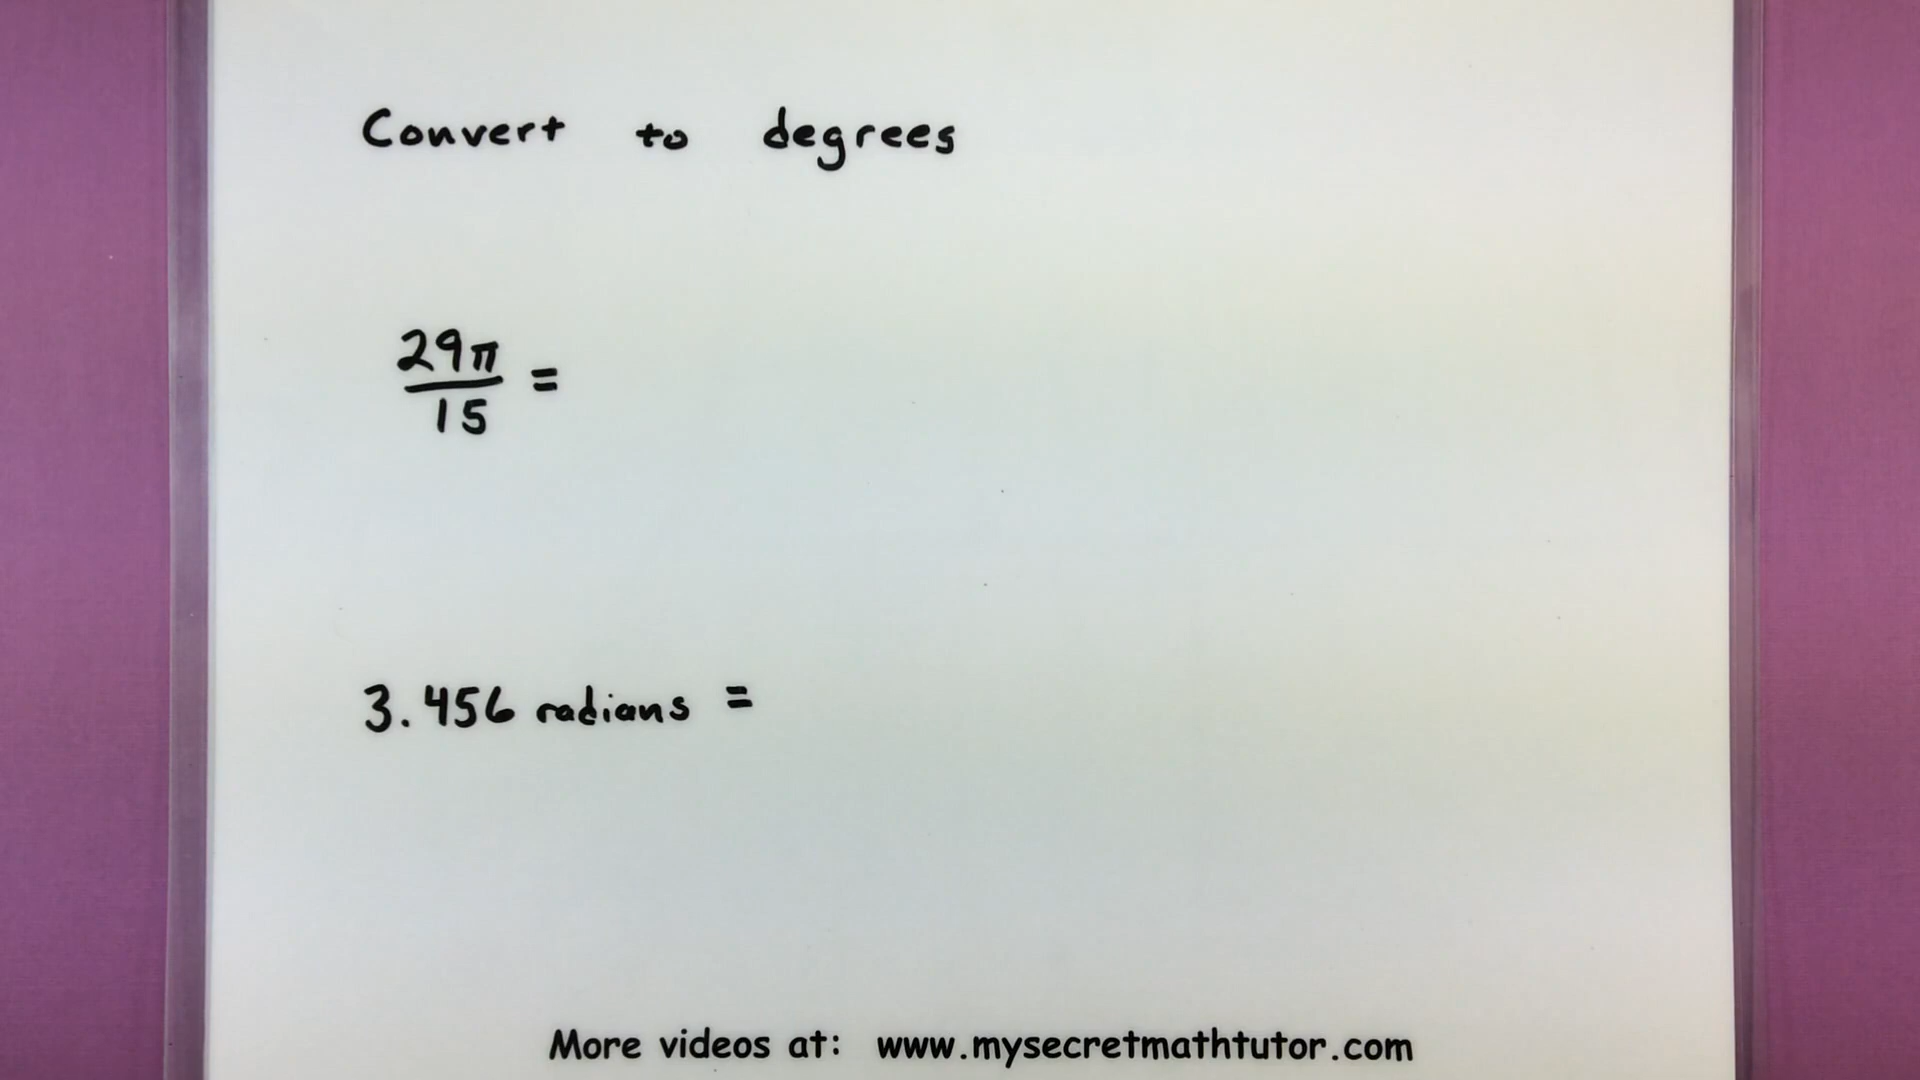 Convert to degrees
29π
15
=
3.456 radians =
More videos at: www.mysecretmathtutor.com